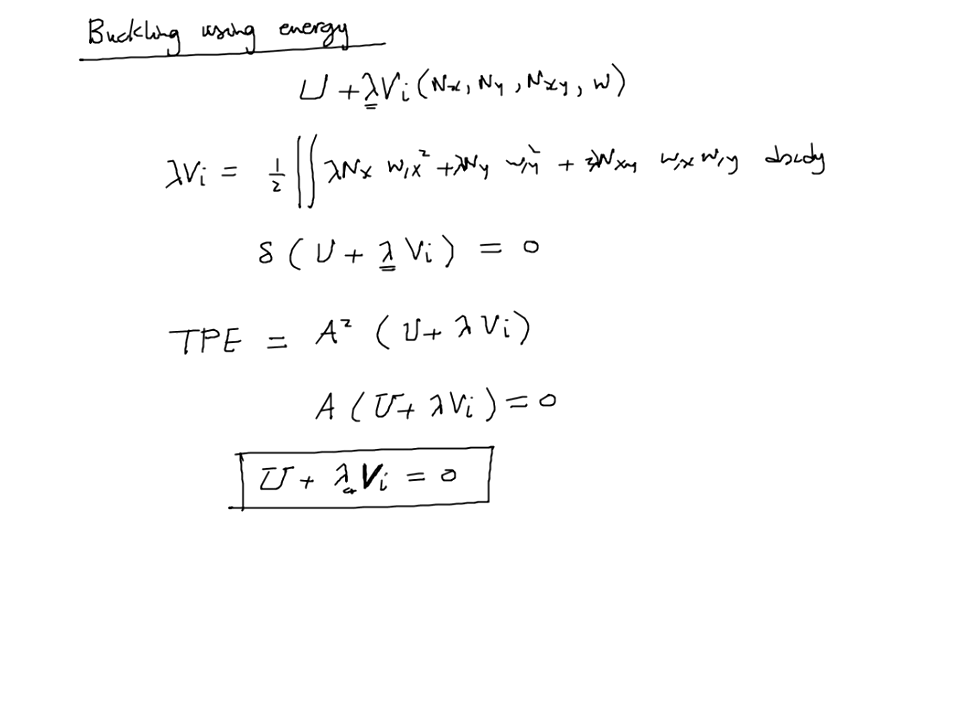 Buckling using energy
U + λVi (Nx, Ny, Nxy, w)
λVi = 1/2 ∬ λNx w,x² + λNy w,y² + 2λNxy w,x w,y dxdy
δ (U + λ Vi) = 0
TPE = A² (U + λ Vi)
A (U + λVi) = 0
U + λ Vi = 0